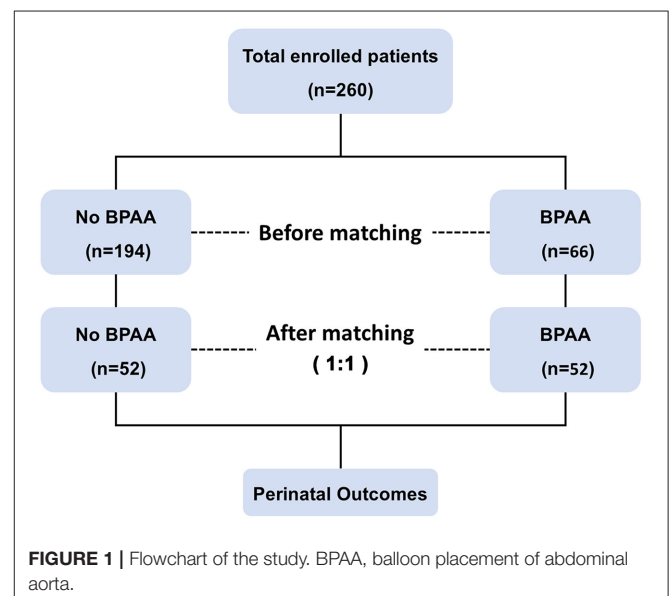 Total enrolled patients
(n=260)
No BPAA
(n=194)
Before matching
BPAA
(n=66)
No BPAA
(n=52)
After matching
( 1:1 )
BPAA
(n=52)
Perinatal Outcomes
FIGURE 1 | Flowchart of the study. BPAA, balloon placement of abdominal
aorta.